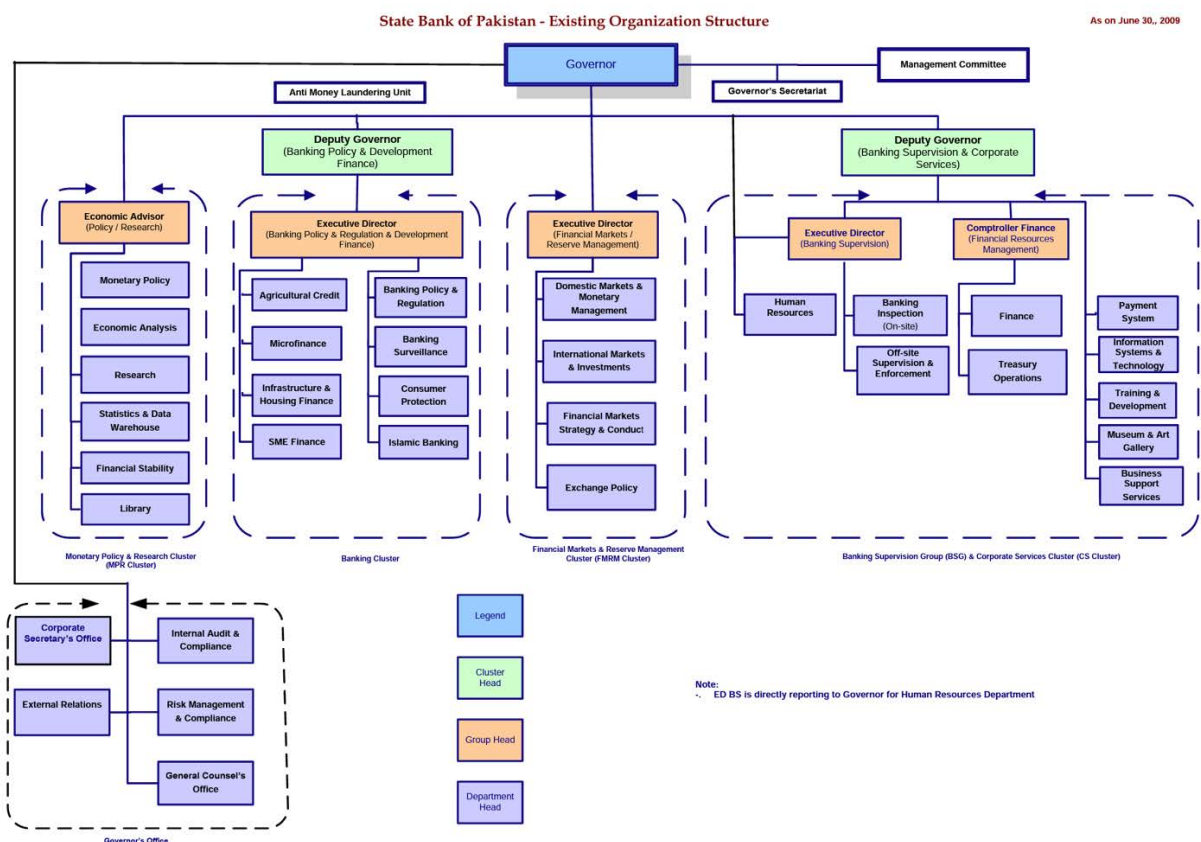 State Bank of Pakistan - Existing Organization Structure
As on June 30,, 2009
Governor
Management Committee
Anti Money Laundering Unit
Governor's Secretariat
Deputy Governor
(Banking Policy & Development
Finance)
Deputy Governor
(Banking Supervision & Corporate
Services)
Economic Advisor
(Policy / Research)
Executive Director
(Banking Policy & Regulation & Development
Finance)
Executive Director
(Financial Markets /
Reserve Management)
Executive Director
(Banking Supervision)
Comptroller Finance
(Financial Resources
Management)
Monetary Policy
Economic Analysis
Research
Statistics & Data
Warehouse
Financial Stability
Library
Agricultural Credit
Microfinance
Infrastructure &
Housing Finance
SME Finance
Banking Policy &
Regulation
Banking
Surveillance
Consumer
Protection
Islamic Banking
Domestic Markets &
Monetary
Management
International Markets
& Investments
Financial Markets
Strategy & Conduct
Exchange Policy
Human
Resources
Banking
Inspection
(On-site)
Off-site
Supervision &
Enforcement
Finance
Treasury
Operations
Payment
System
Information
Systems &
Technology
Training &
Development
Museum & Art
Gallery
Business
Support
Services
Monetary Policy & Research Cluster
(MPR Cluster)
Banking Cluster
Financial Markets & Reserve Management
Cluster (FMRM Cluster)
Banking Supervision Group (BSG) & Corporate Services Cluster (CS Cluster)
Corporate
Secretary's Office
Internal Audit &
Compliance
External Relations
Risk Management
& Compliance
General Counsel's
Office
Governor's Office
Legend
Cluster
Head
Group Head
Department
Head
Note:
-. ED BS is directly reporting to Governor for Human Resources Department